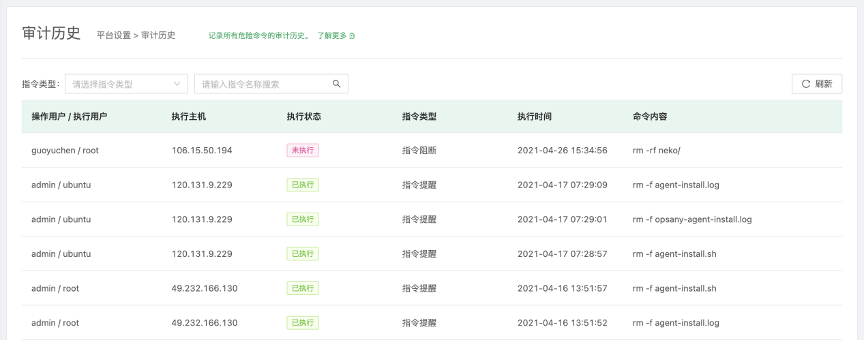 审计历史 平台设置 > 审计历史 记录所有危险命令的审计历史。 了解更多
指令类型: 请选择指令类型 请输入指令名称搜索 刷新
操作用户 / 执行用户 执行主机 执行状态 指令类型 执行时间 命令内容
guoyuchen / root 106.15.50.194 未执行 指令阻断 2021-04-26 15:34:56 rm -rf neko/
admin / ubuntu 120.131.9.229 已执行 指令提醒 2021-04-17 07:29:09 rm -f agent-install.log
admin / ubuntu 120.131.9.229 已执行 指令提醒 2021-04-17 07:29:01 rm -f opsany-agent-install.log
admin / ubuntu 120.131.9.229 已执行 指令提醒 2021-04-17 07:28:57 rm -f agent-install.sh
admin / root 49.232.166.130 已执行 指令提醒 2021-04-16 13:51:57 rm -f agent-install.sh
admin / root 49.232.166.130 已执行 指令提醒 2021-04-16 13:51:52 rm -f agent-install.log